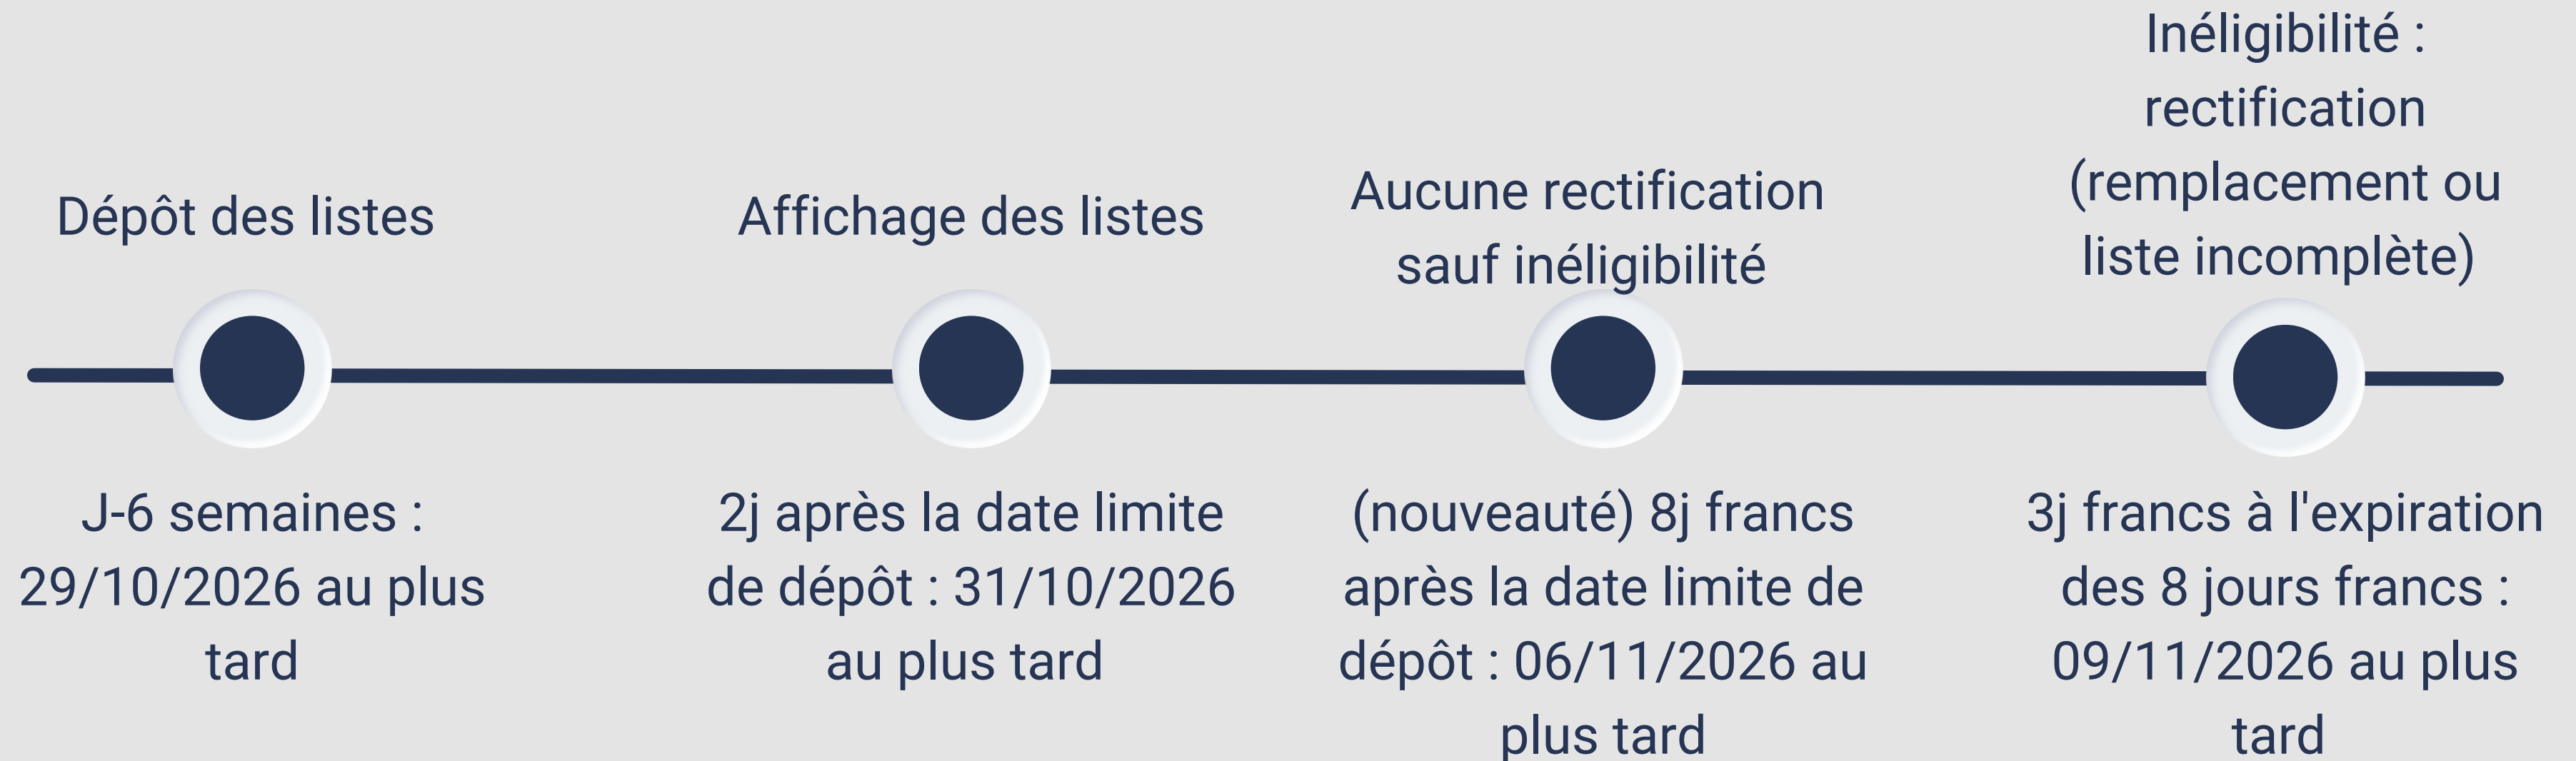 Dépôt des listes
J-6 semaines :
29/10/2026 au plus
tard
Affichage des listes
2j après la date limite
de dépôt : 31/10/2026
au plus tard
Aucune rectification
sauf inéligibilité
(nouveauté) 8j francs
après la date limite de
dépôt : 06/11/2026 au
plus tard
Inéligibilité :
rectification
(remplacement ou
liste incomplète)
3j francs à l'expiration
des 8 jours francs :
09/11/2026 au plus
tard